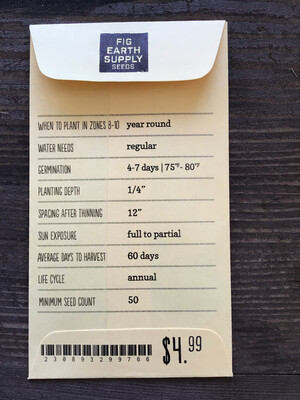 FIG
EARTH
SUPPLY
SEEDS
WHEN TO PLANT IN ZONES 8-10 year round
WATER NEEDS regular
GERMINATION 4-7 days | 75°F- 80°F
PLANTING DEPTH 1/4"
SPACING AFTER THINNING 12"
SUN EXPOSURE full to partial
AVERAGE DAYS TO HARVEST 60 days
LIFE CYCLE annual
MINIMUM SEED COUNT 50
$4.99
230893299766